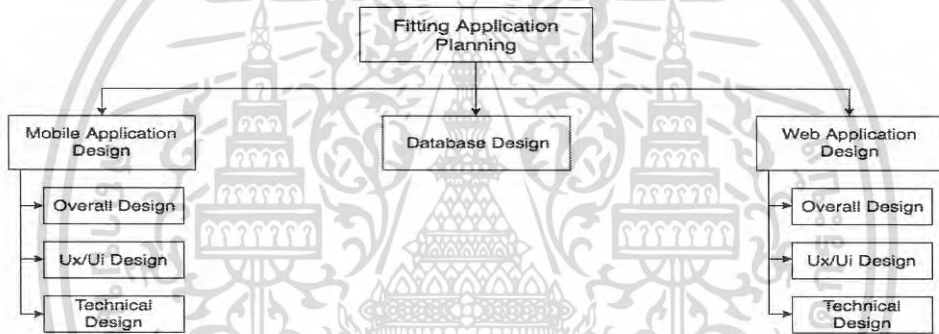 Fitting Application
Planning
Mobile Application
Design
Database Design
Web Application
Design
Overall Design
Overall Design
Ux/Ui Design
Ux/Ui Design
Technical
Design
Technical
Design